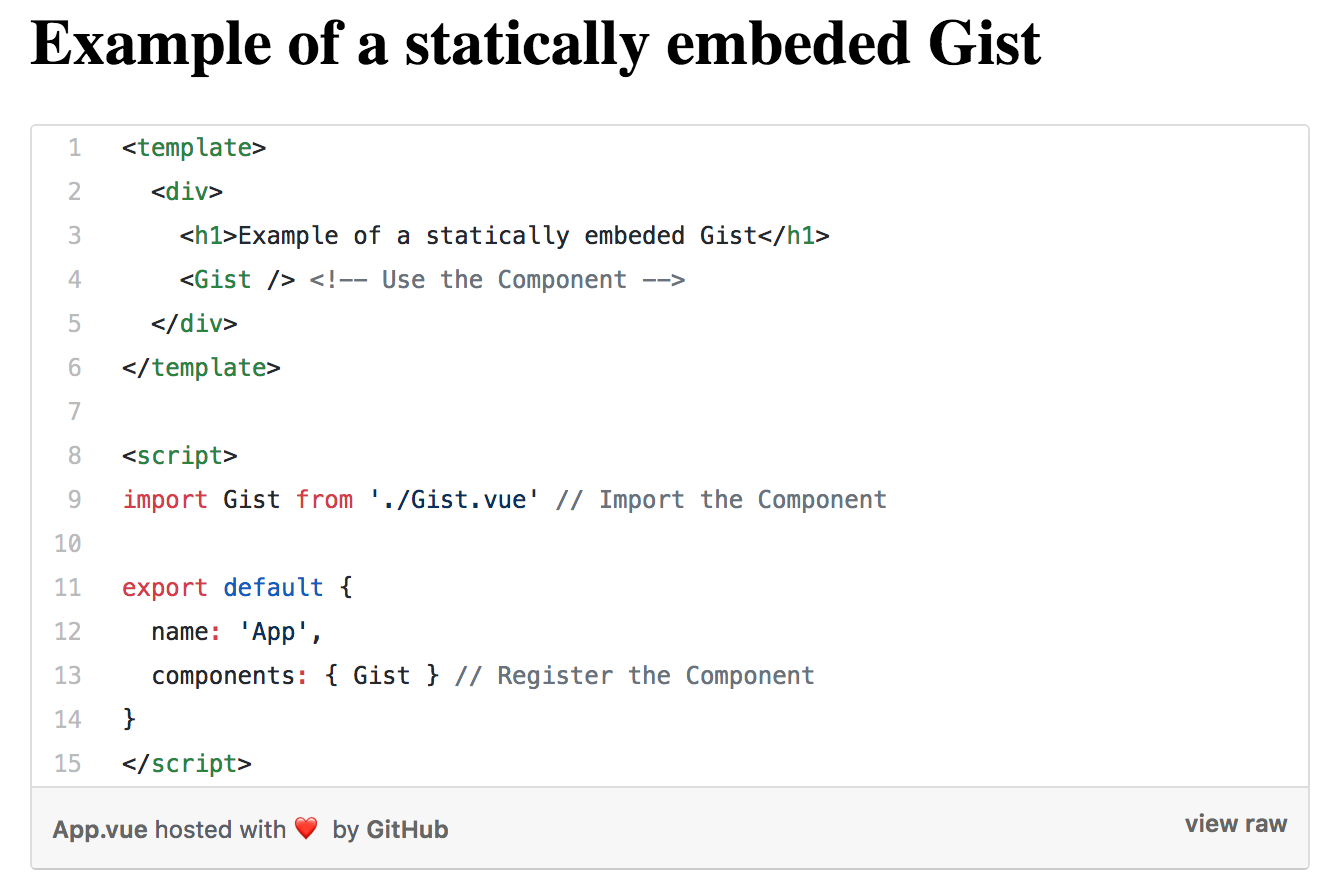 Example of a statically embeded Gist
1 <template>
2   <div>
3     <h1>Example of a statically embeded Gist</h1>
4     <Gist /> <!-- Use the Component -->
5   </div>
6 </template>
7
8 <script>
9 import Gist from './Gist.vue' // Import the Component
10
11 export default {
12   name: 'App',
13   components: { Gist } // Register the Component
14 }
15 </script>
App.vue hosted with ❤ by GitHub view raw